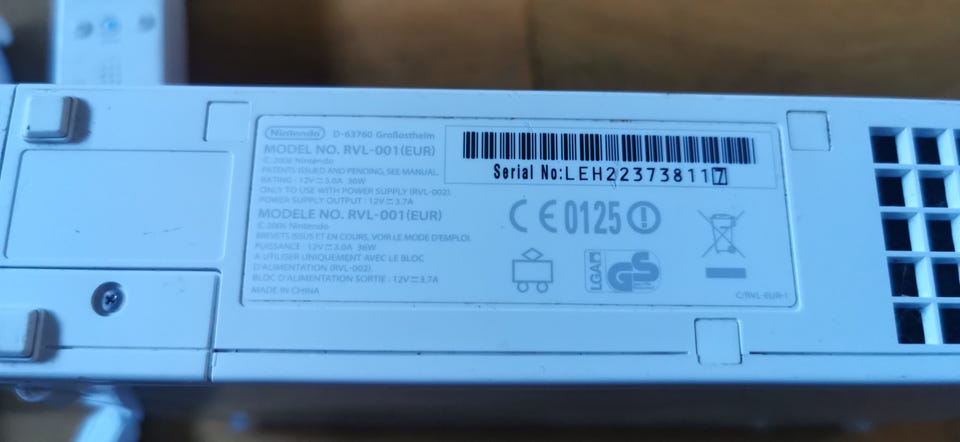 Nintendo D-63760 Großostheim
MODEL NO. RVL-001(EUR)
© 2006 Nintendo
PATENTS ISSUED AND PENDING, SEE MANUAL.
RATING : 12V⎓3.0A 36W
ONLY TO USE WITH POWER SUPPLY (RVL-002).
POWER SUPPLY OUTPUT : 12V⎓3.7A
MODELE NO. RVL-001(EUR)
© 2006 Nintendo
BREVETS ISSUS ET EN COURS, VOIR LE MODE D'EMPLOI.
PUISSANCE : 12V⎓3.0A 36W
A UTILISER UNIQUEMENT AVEC LE BLOC
D'ALIMENTATION (RVL-002).
BLOC D'ALIMENTATION SORTIE : 12V⎓3.7A
MADE IN CHINA
Serial No:LEH223738117
CE0125
LGA GS
C/RVL-EUR-1